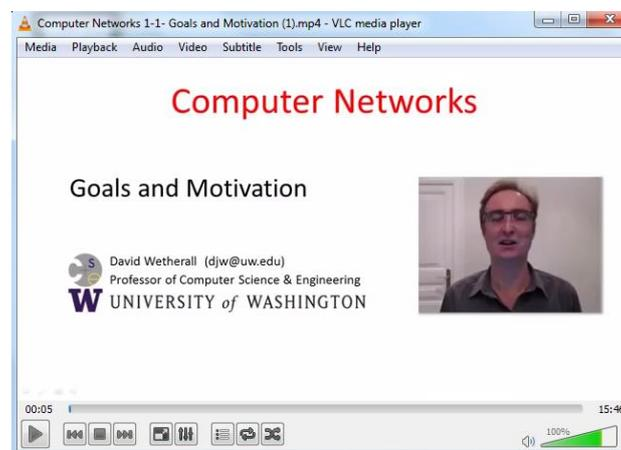 Computer Networks 1-1- Goals and Motivation (1).mp4 - VLC media player
Media Playback Audio Video Subtitle Tools View Help
Computer Networks
Goals and Motivation
David Wetherall (djw@uw.edu)
Professor of Computer Science & Engineering
W UNIVERSITY of WASHINGTON
00:05
15:46
100%